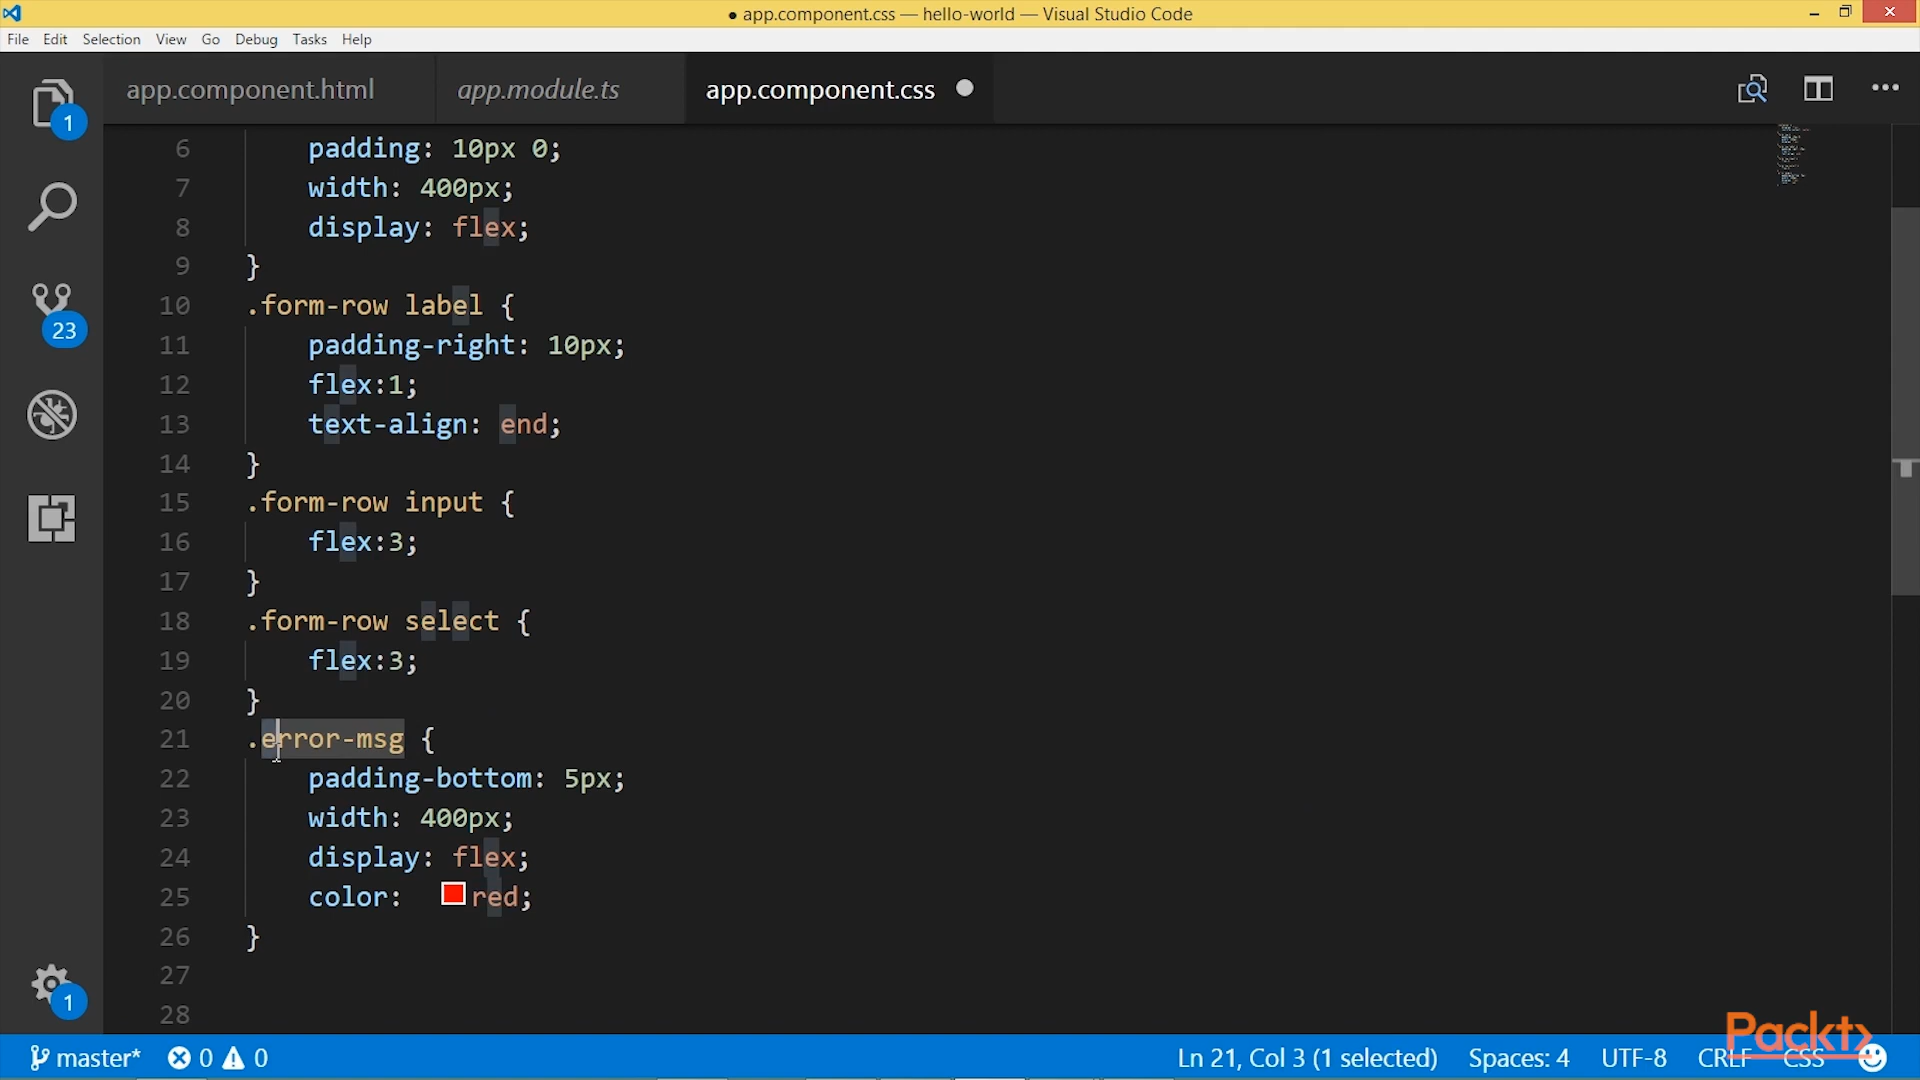 ● app.component.css — hello-world — Visual Studio Code
File Edit Selection View Go Debug Tasks Help
app.component.html app.module.ts app.component.css
1
23
1
6 padding: 10px 0;
7 width: 400px;
8 display: flex;
9 }
10 .form-row label {
11 padding-right: 10px;
12 flex:1;
13 text-align: end;
14 }
15 .form-row input {
16 flex:3;
17 }
18 .form-row select {
19 flex:3;
20 }
21 .error-msg {
22 padding-bottom: 5px;
23 width: 400px;
24 display: flex;
25 color: red;
26 }
27
28
Packt>
master* 0 0 Ln 21, Col 3 (1 selected) Spaces: 4 UTF-8 CRLF CSS